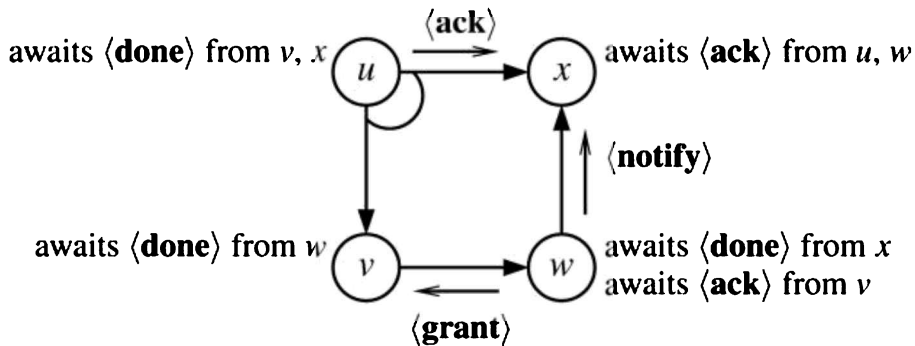 ⟨ack⟩
awaits ⟨done⟩ from v, x
u
x
awaits ⟨ack⟩ from u, w
⟨notify⟩
awaits ⟨done⟩ from w
v
w
awaits ⟨done⟩ from x
awaits ⟨ack⟩ from v
⟨grant⟩